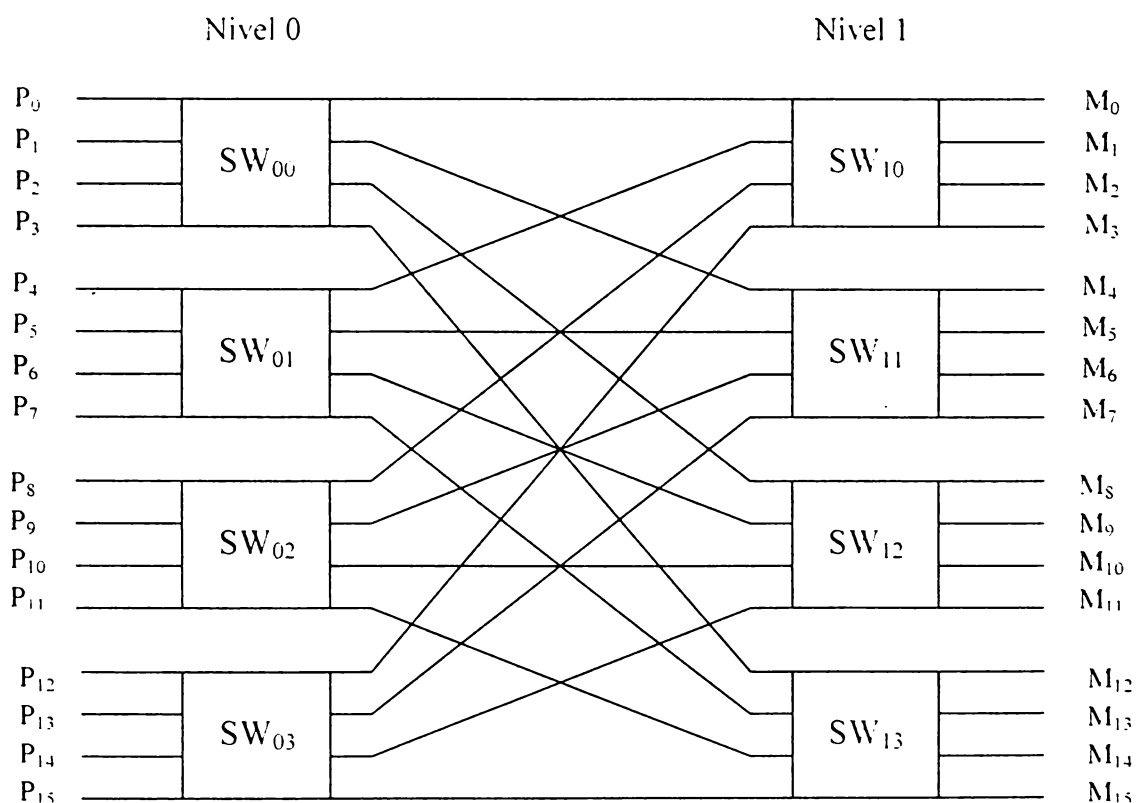 Nivel 0 Nivel 1
P₀ M₀
P₁ SW₀₀ SW₁₀ M₁
P₂ M₂
P₃ M₃
P₄ M₄
P₅ SW₀₁ SW₁₁ M₅
P₆ M₆
P₇ M₇
P₈ M₈
P₉ SW₀₂ SW₁₂ M₉
P₁₀ M₁₀
P₁₁ M₁₁
P₁₂ M₁₂
P₁₃ SW₀₃ SW₁₃ M₁₃
P₁₄ M₁₄
P₁₅ M₁₅